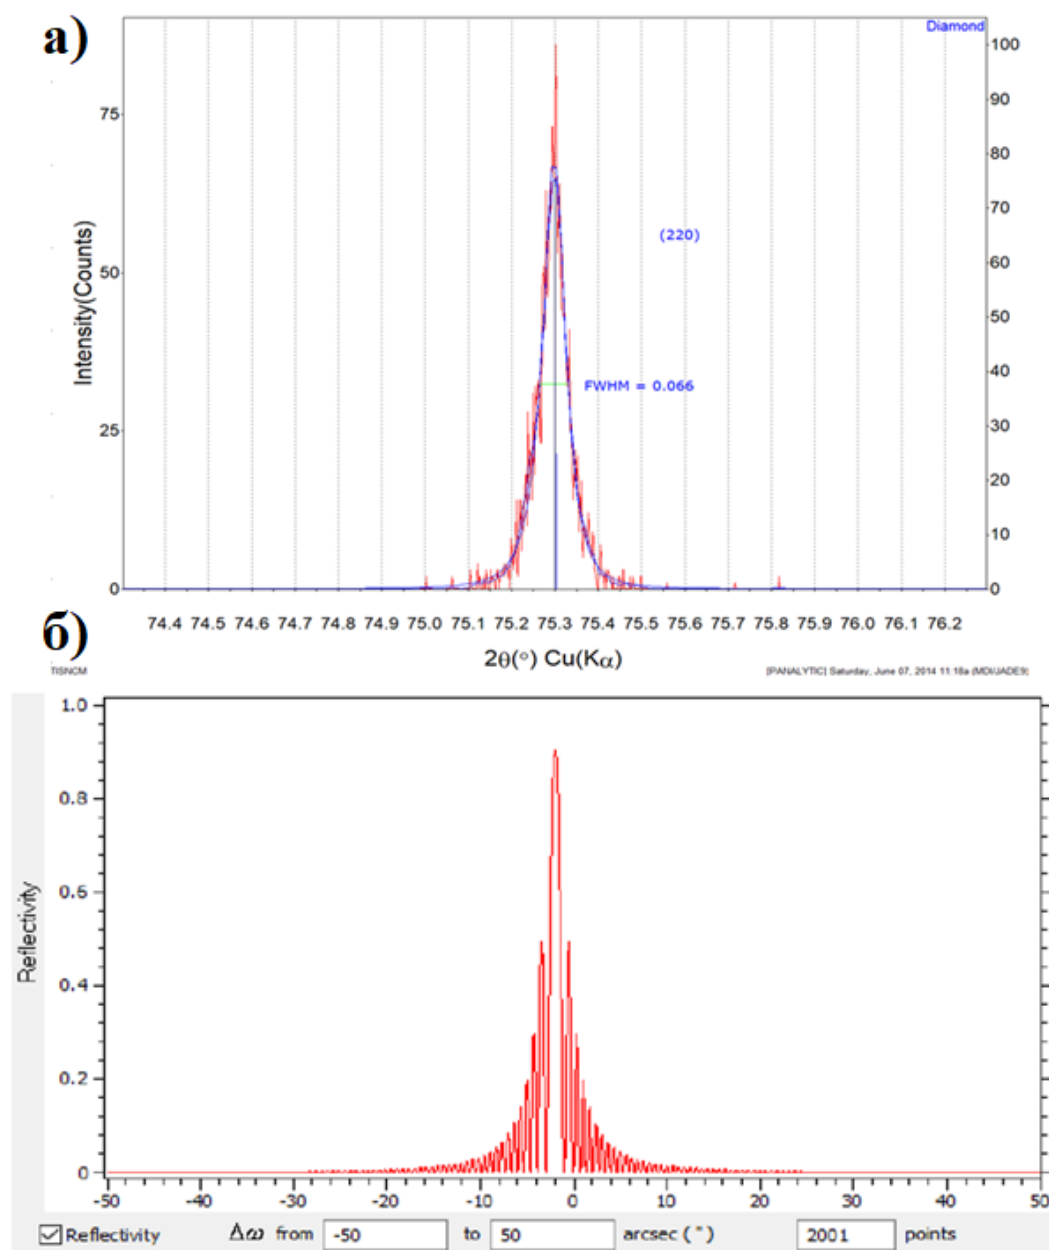 а)
Diamond
100
90
75
80
70
(220)
60
Intensity(Counts)
50
50
40
FWHM = 0.066
30
25
20
10
0
0
74.4 74.5 74.6 74.7 74.8 74.9 75.0 75.1 75.2 75.3 75.4 75.5 75.6 75.7 75.8 75.9 76.0 76.1 76.2
2θ(°) Cu(Kα)
б)
TISNCM
[PANALYTIC] Saturday, June 07, 2014 11.18a (MDI/JADE9)
1.0
0.8
0.6
Reflectivity
0.4
0.2
0
-50 -40 -30 -20 -10 0 10 20 30 40 50
Reflectivity Δω from -50 to 50 arcsec ( " ) 2001 points